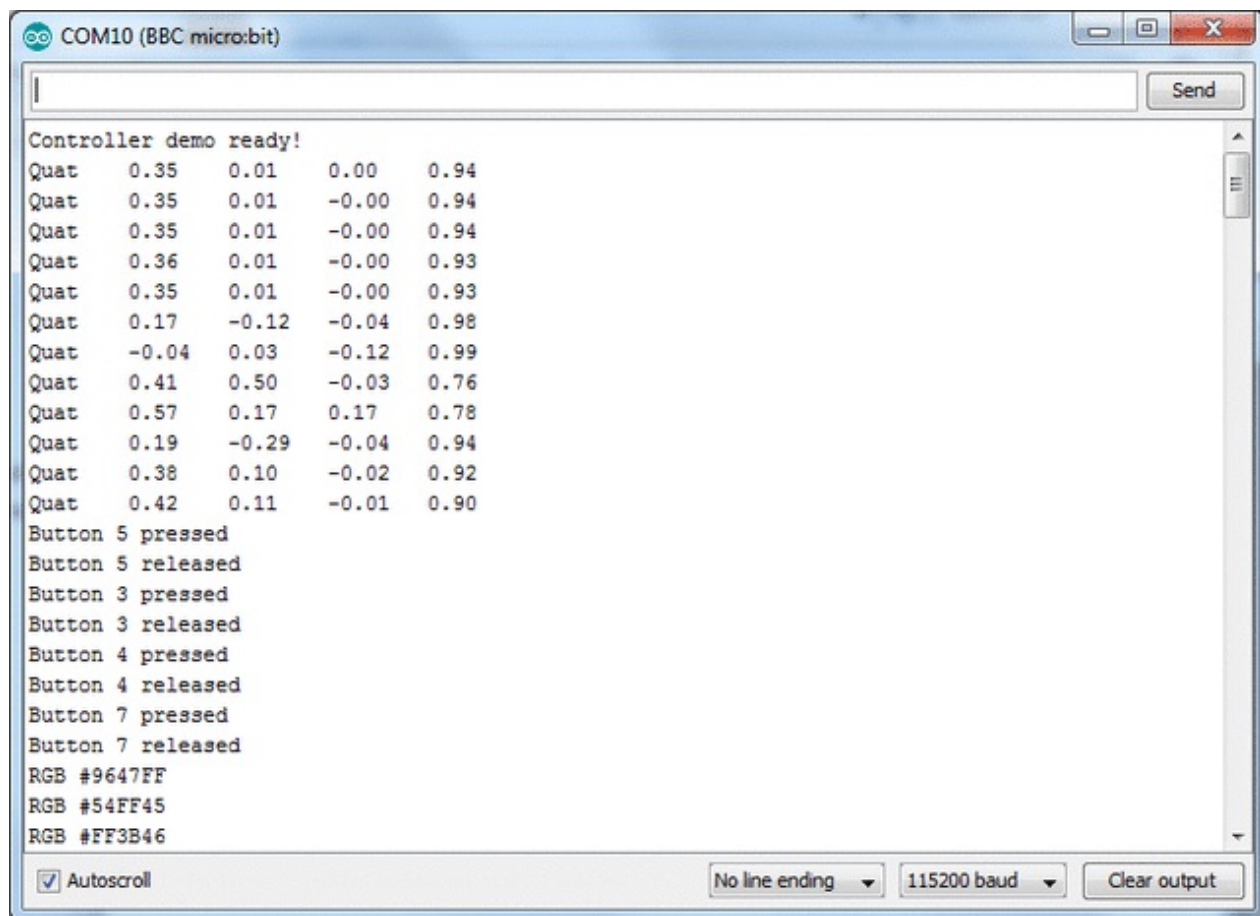 COM10 (BBC micro:bit)
Send
Controller demo ready!
Quat 0.35 0.01 0.00 0.94
Quat 0.35 0.01 -0.00 0.94
Quat 0.35 0.01 -0.00 0.94
Quat 0.36 0.01 -0.00 0.93
Quat 0.35 0.01 -0.00 0.93
Quat 0.17 -0.12 -0.04 0.98
Quat -0.04 0.03 -0.12 0.99
Quat 0.41 0.50 -0.03 0.76
Quat 0.57 0.17 0.17 0.78
Quat 0.19 -0.29 -0.04 0.94
Quat 0.38 0.10 -0.02 0.92
Quat 0.42 0.11 -0.01 0.90
Button 5 pressed
Button 5 released
Button 3 pressed
Button 3 released
Button 4 pressed
Button 4 released
Button 7 pressed
Button 7 released
RGB #9647FF
RGB #54FF45
RGB #FF3B46
Autoscroll No line ending 115200 baud Clear output